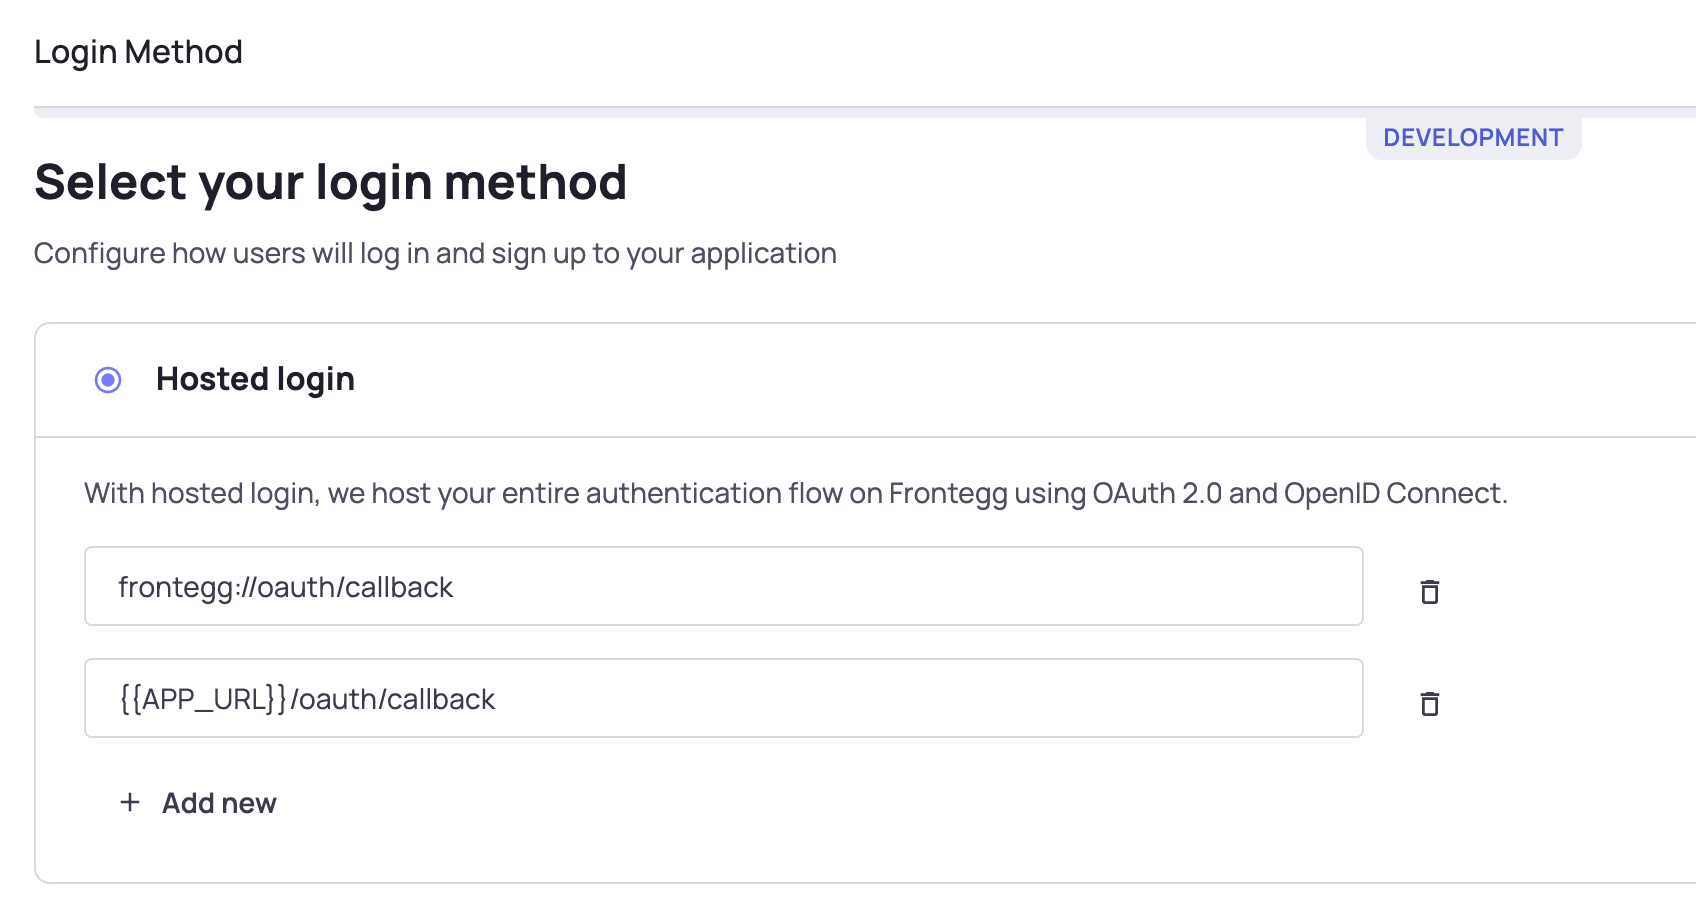 Login Method
DEVELOPMENT
Select your login method
Configure how users will log in and sign up to your application
Hosted login
With hosted login, we host your entire authentication flow on Frontegg using OAuth 2.0 and OpenID Connect.
frontegg://oauth/callback
{{APP_URL}}/oauth/callback
+ Add new